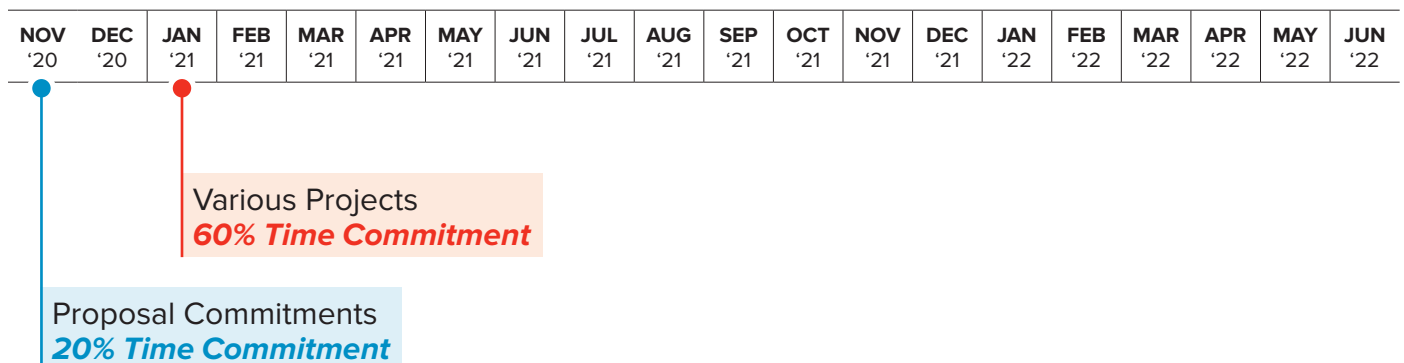 NOV DEC JAN FEB MAR APR MAY JUN JUL AUG SEP OCT NOV DEC JAN FEB MAR APR MAY JUN
‘20 ‘20 ‘21 ‘21 ‘21 ‘21 ‘21 ‘21 ‘21 ‘21 ‘21 ‘21 ‘21 ‘21 ‘22 ‘22 ‘22 ‘22 ‘22 ‘22
Various Projects
60% Time Commitment
Proposal Commitments
20% Time Commitment